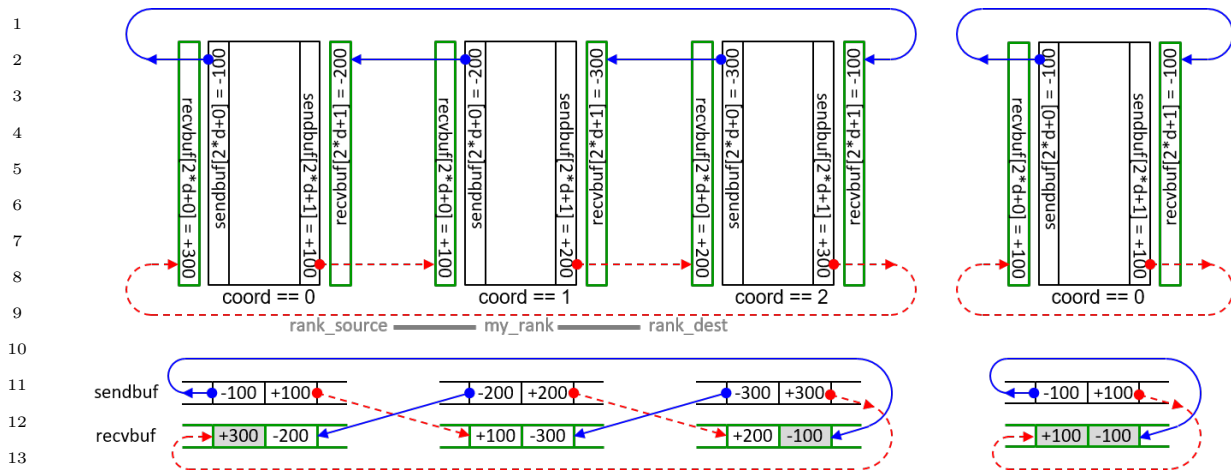 1
2
3
4
5
6
7
8
9
10
11
12
13
recvbuf[2*d+0] = +300
sendbuf[2*d+0] = -100
sendbuf[2*d+1] = +100
recvbuf[2*d+1] = -200
recvbuf[2*d+0] = +100
sendbuf[2*d+0] = -200
sendbuf[2*d+1] = +200
recvbuf[2*d+1] = -300
recvbuf[2*d+0] = +200
sendbuf[2*d+0] = -300
sendbuf[2*d+1] = +300
recvbuf[2*d+1] = -100
recvbuf[2*d+0] = +100
sendbuf[2*d+0] = -100
sendbuf[2*d+1] = +100
recvbuf[2*d+1] = -100
coord == 0 coord == 1 coord == 2 coord == 0
rank_source my_rank rank_dest
sendbuf -100 +100 -200 +200 -300 +300 -100 +100
recvbuf +300 -200 +100 -300 +200 -100 +100 -100